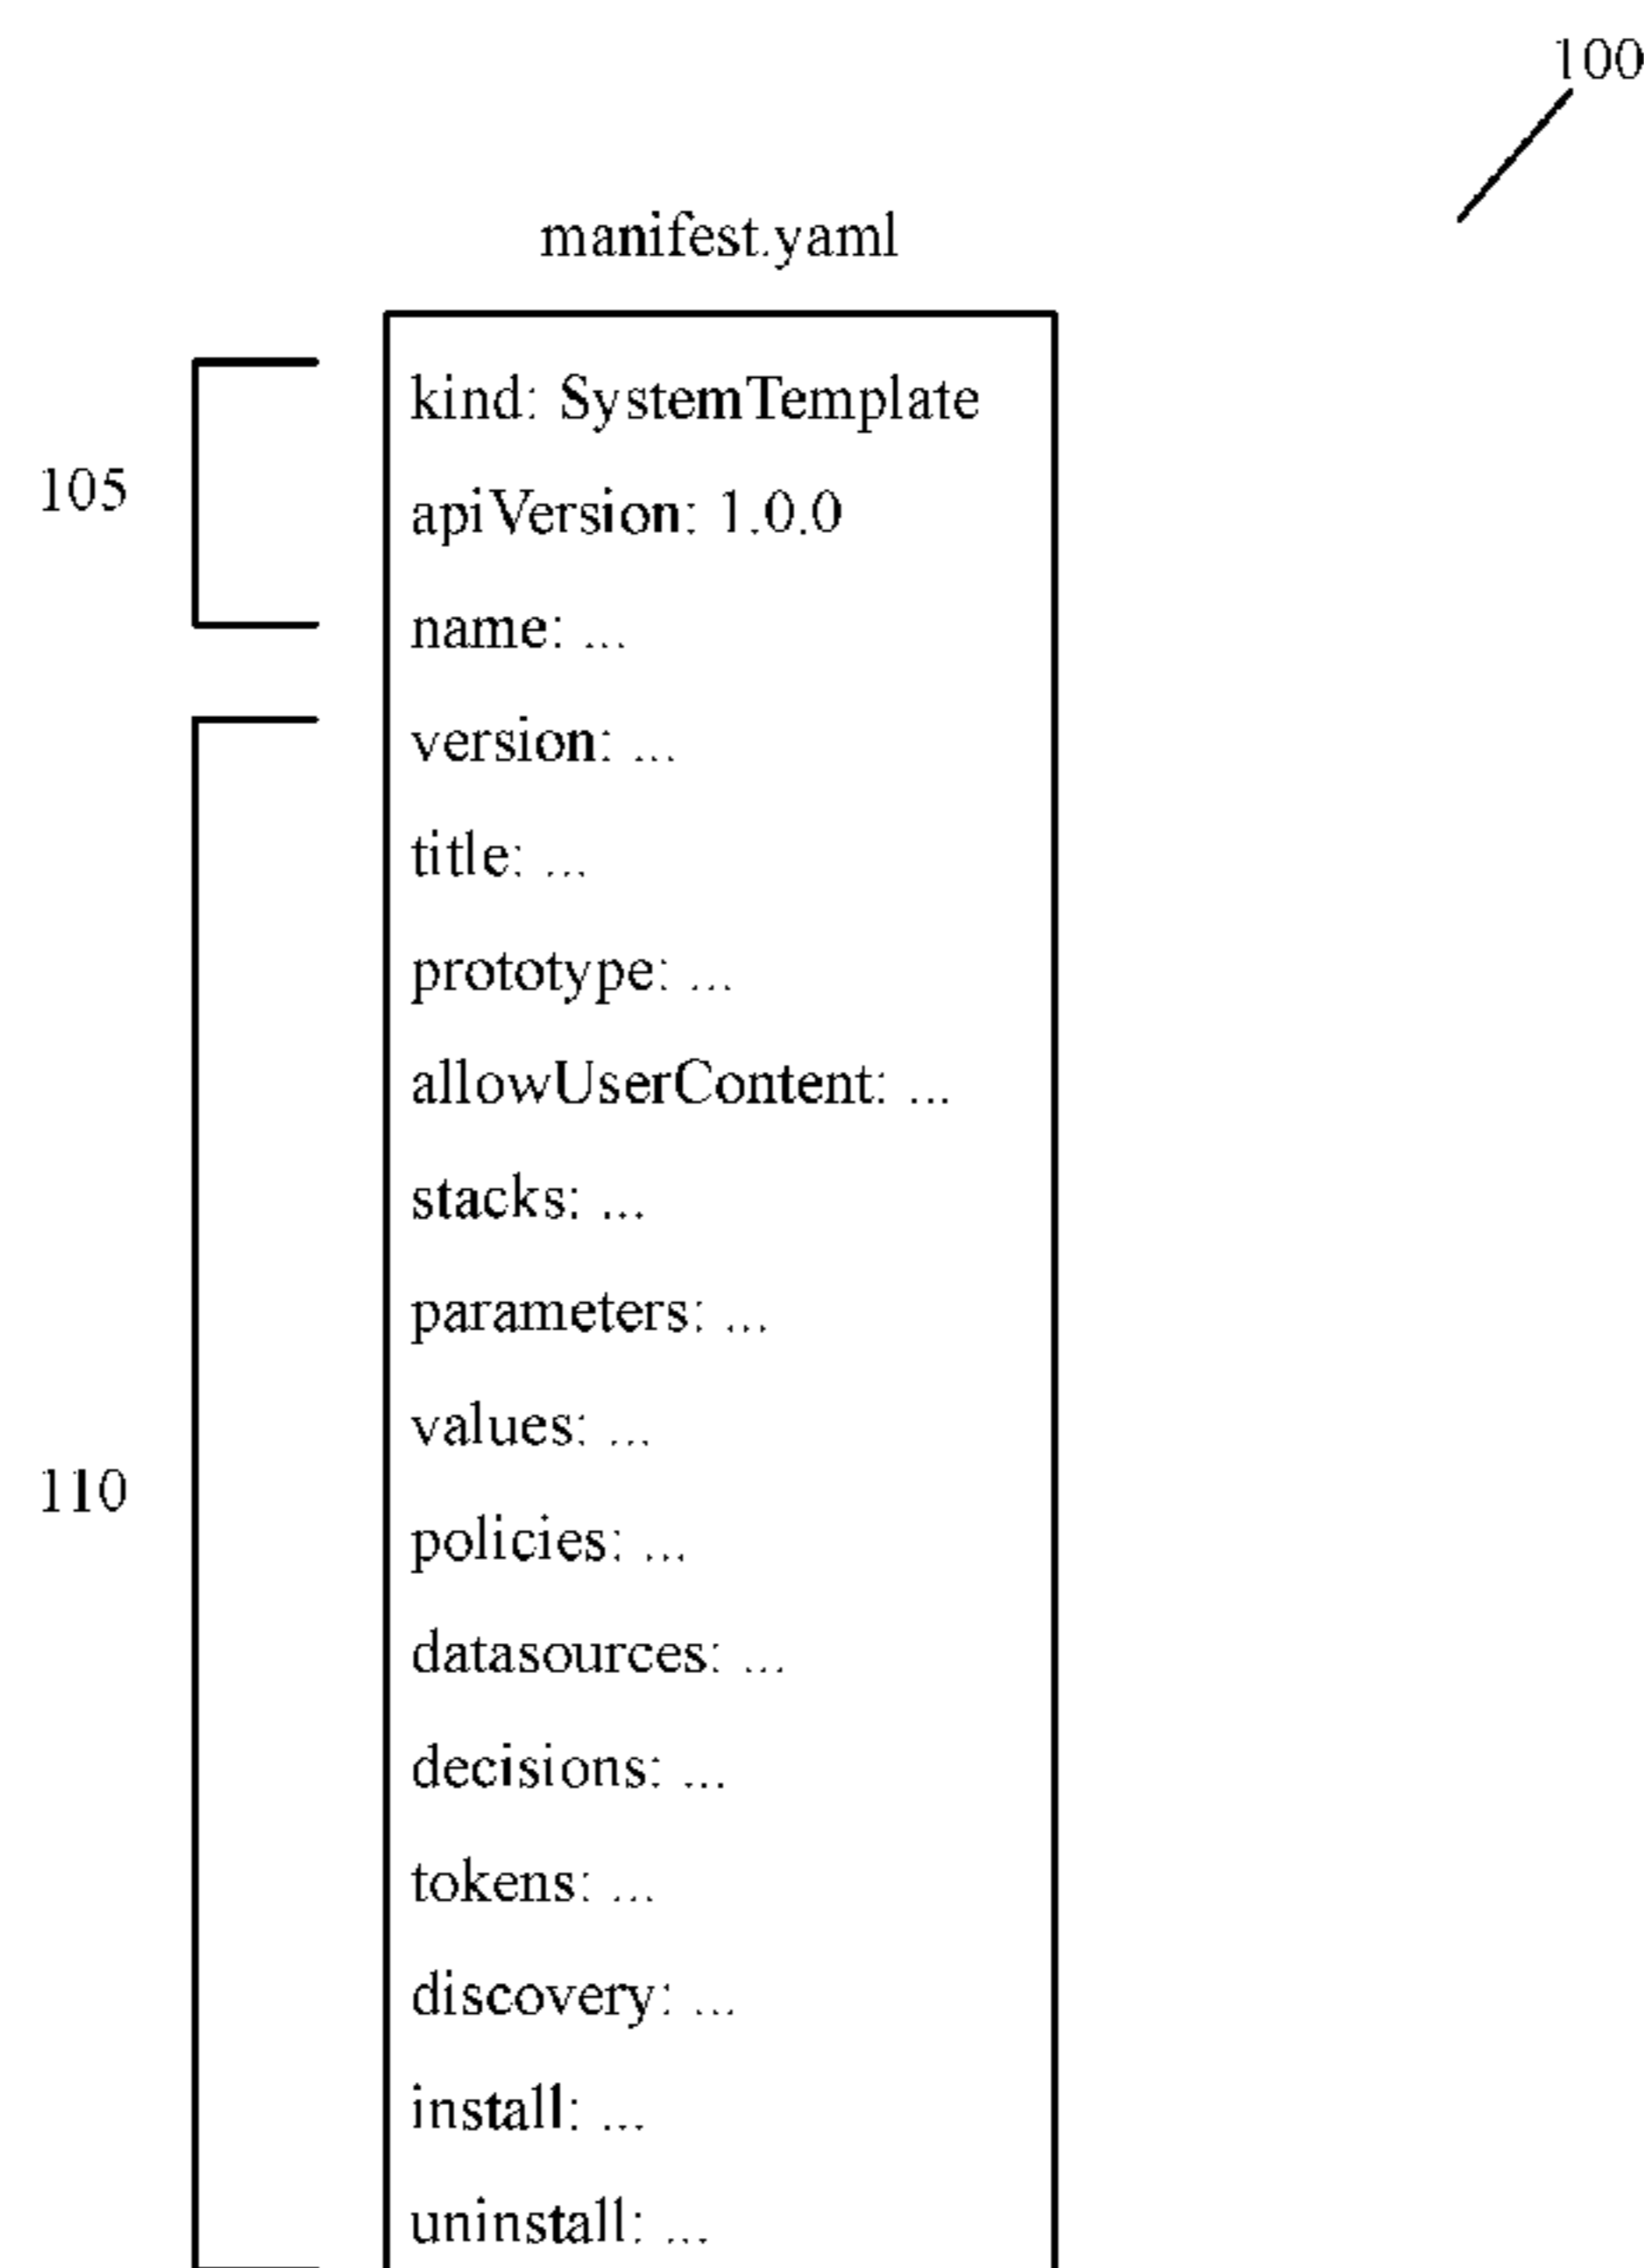 100
manifest.yaml
kind: SystemTemplate
105
apiVersion: 1.0.0
name: ...
version: ...
title: ...
prototype: ...
allowUserContent: ...
stacks: ...
parameters: ...
values: ...
110
policies: ...
datasources: ...
decisions: ...
tokens: ...
discovery: ...
install: ...
uninstall: ...